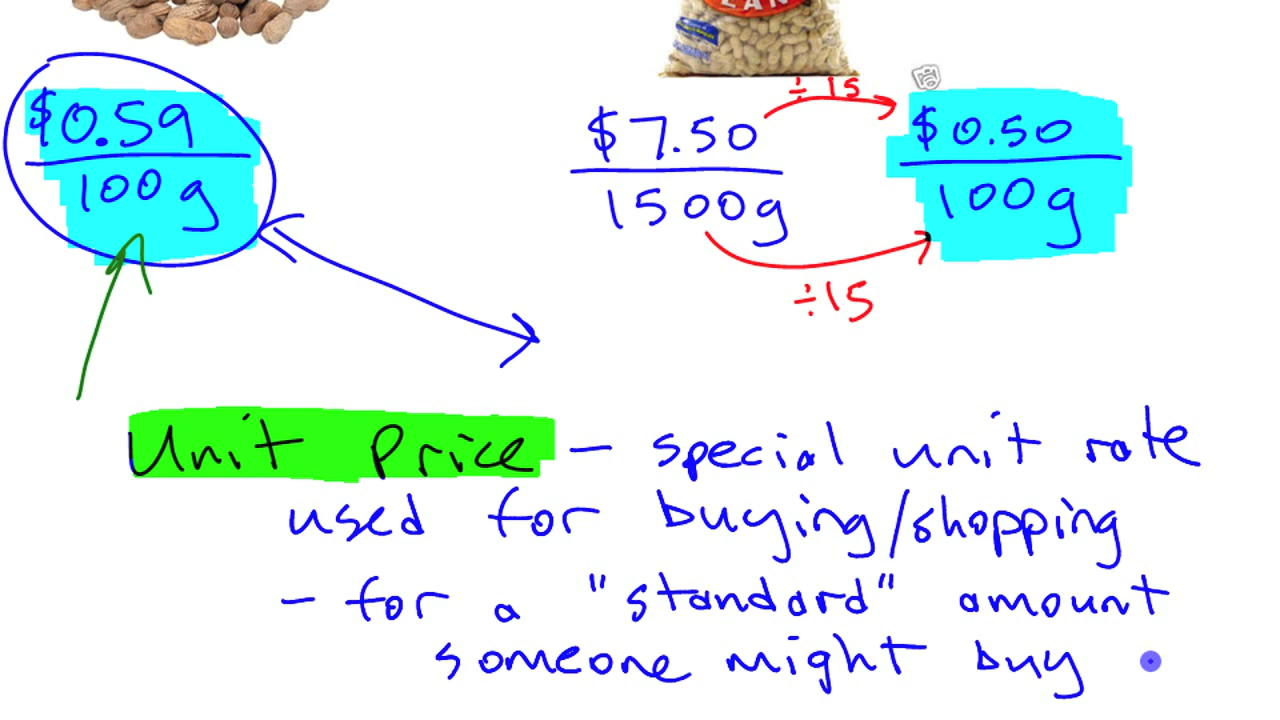 LAN
÷ 15
$0.59
100g
$7.50
1500g
$0.50
100g
÷15
Unit Price - special unit rate
used for buying/shopping
- for a "standard" amount
someone might buy